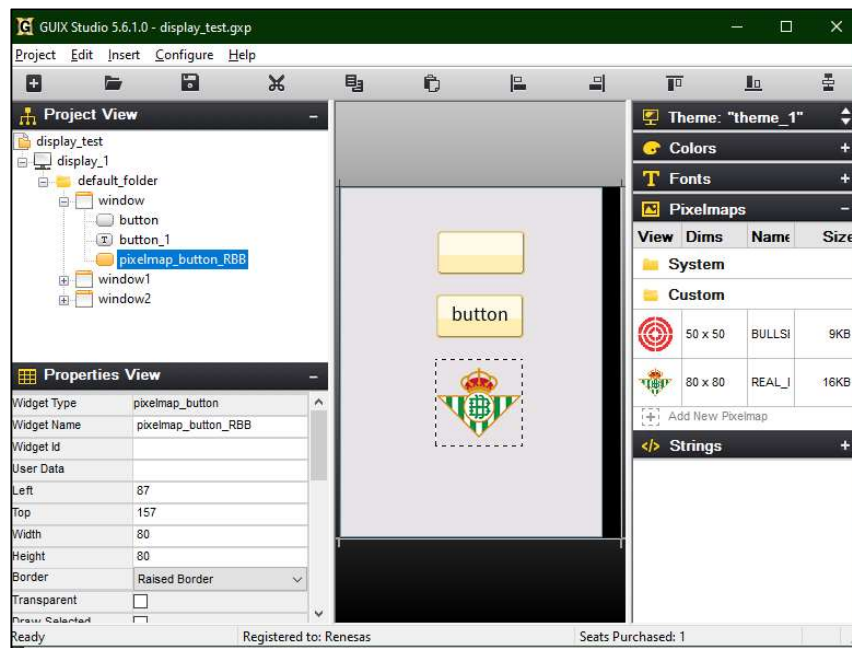 GUIX Studio 5.6.1.0 - display_test.gxp
Project Edit Insert Configure Help
Project View
display_test
display_1
default_folder
window
button
button_1
pixelmap_button_RBB
window1
window2
Properties View
Widget Type pixelmap_button
Widget Name pixelmap_button_RBB
Widget Id
User Data
Left 87
Top 157
Width 80
Height 80
Border Raised Border
Transparent
Draw Selected
button
Theme: "theme_1"
Colors
Fonts
Pixelmaps
View Dims Name Size
System
Custom
50 x 50 BULLSI 9KB
80 x 80 REAL_I 16KB
Add New Pixelmap
Strings
Ready Registered to: Renesas Seats Purchased: 1